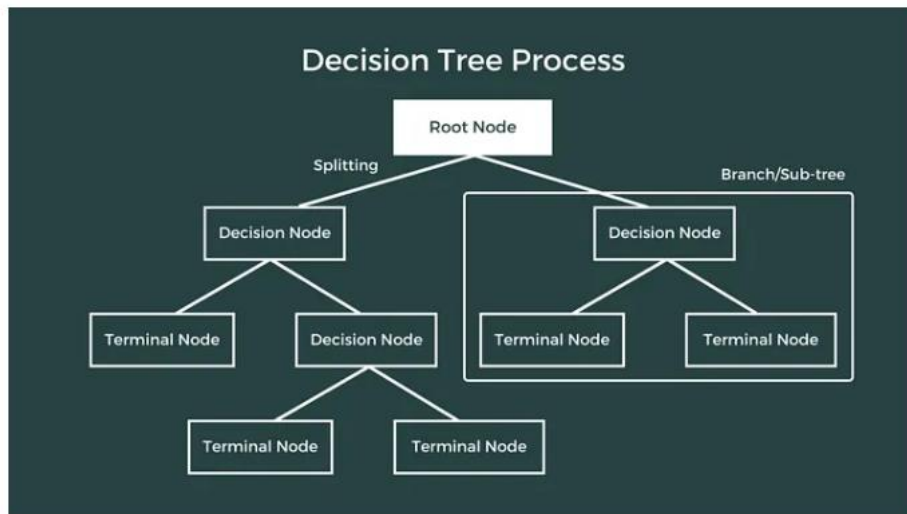 Decision Tree Process
Root Node
Splitting
Branch/Sub-tree
Decision Node
Decision Node
Terminal Node
Decision Node
Terminal Node
Terminal Node
Terminal Node
Terminal Node